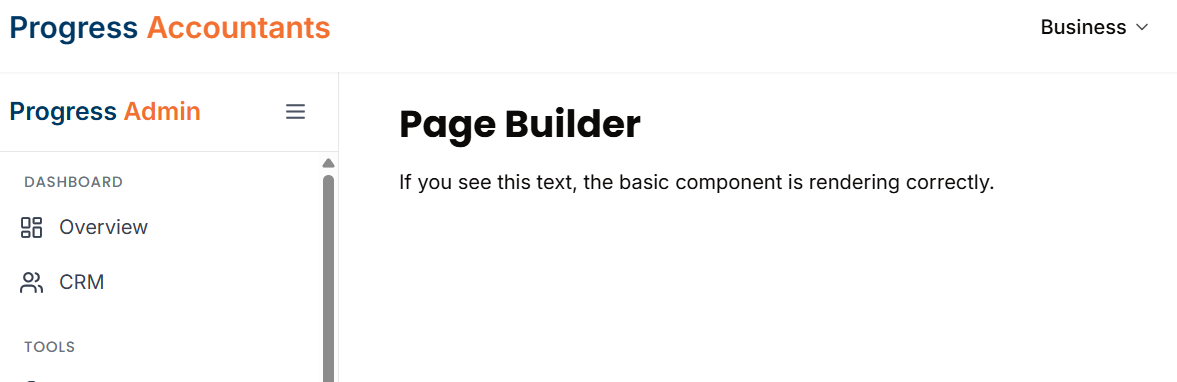 Progress Accountants
Business
Progress Admin
DASHBOARD
Overview
CRM
TOOLS
Page Builder
If you see this text, the basic component is rendering correctly.